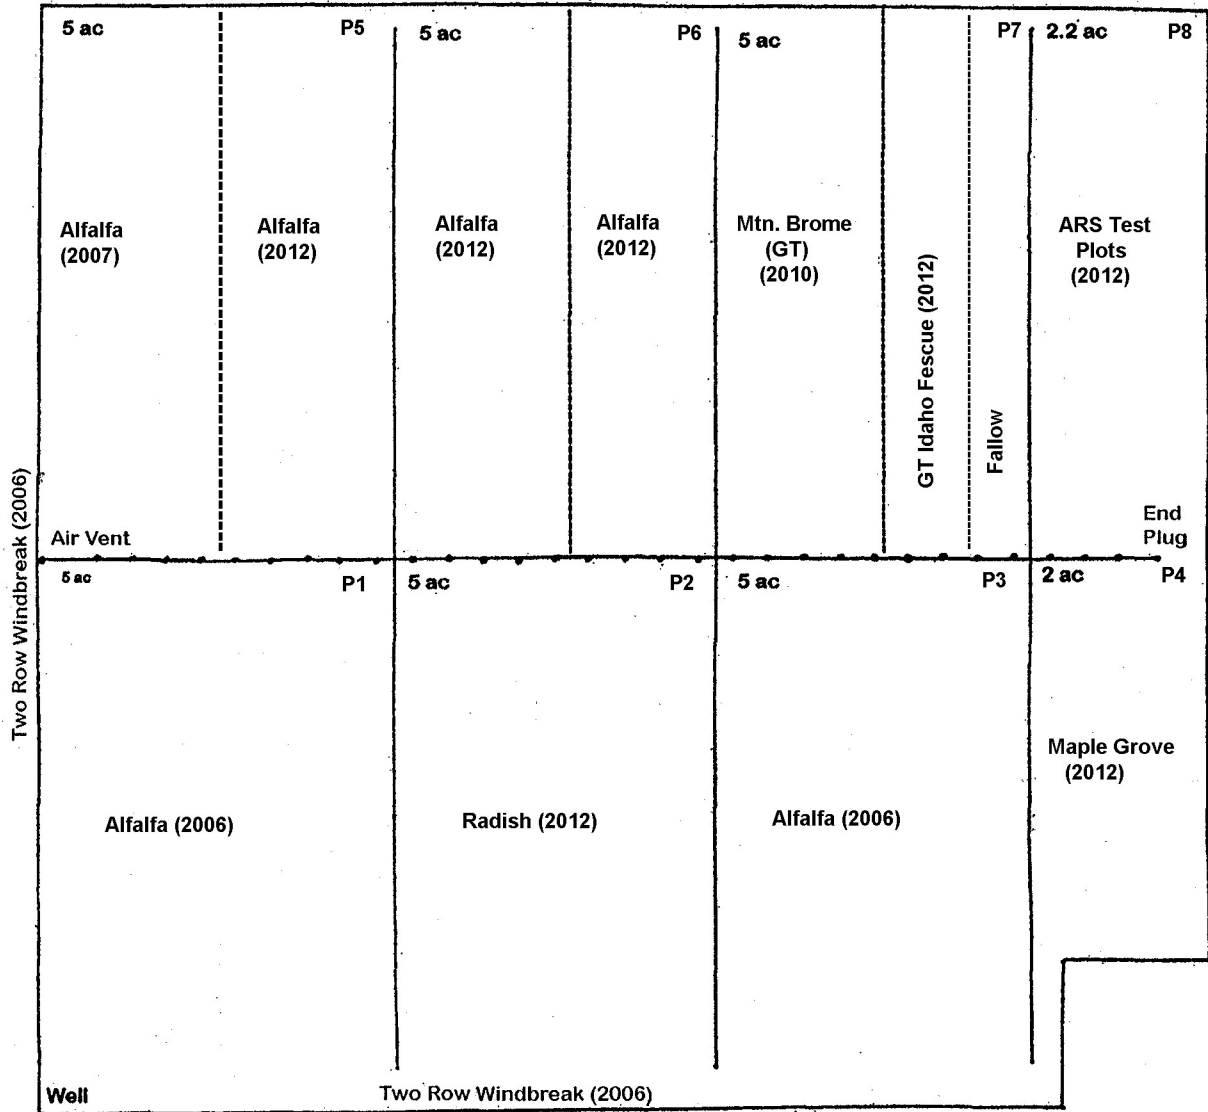 5 ac
P5
5 ac
P6
5 ac
P7
2.2 ac
P8
Alfalfa
(2007)
Alfalfa
(2012)
Alfalfa
(2012)
Alfalfa
(2012)
Mtn. Brome
(GT)
(2010)
GT Idaho Fescue (2012)
Fallow
ARS Test
Plots
(2012)
Two Row Windbreak (2006)
Air Vent
End
Plug
5 ac
P1
5 ac
P2
5 ac
P3
2 ac
P4
Alfalfa (2006)
Radish (2012)
Alfalfa (2006)
Maple Grove
(2012)
Well
Two Row Windbreak (2006)